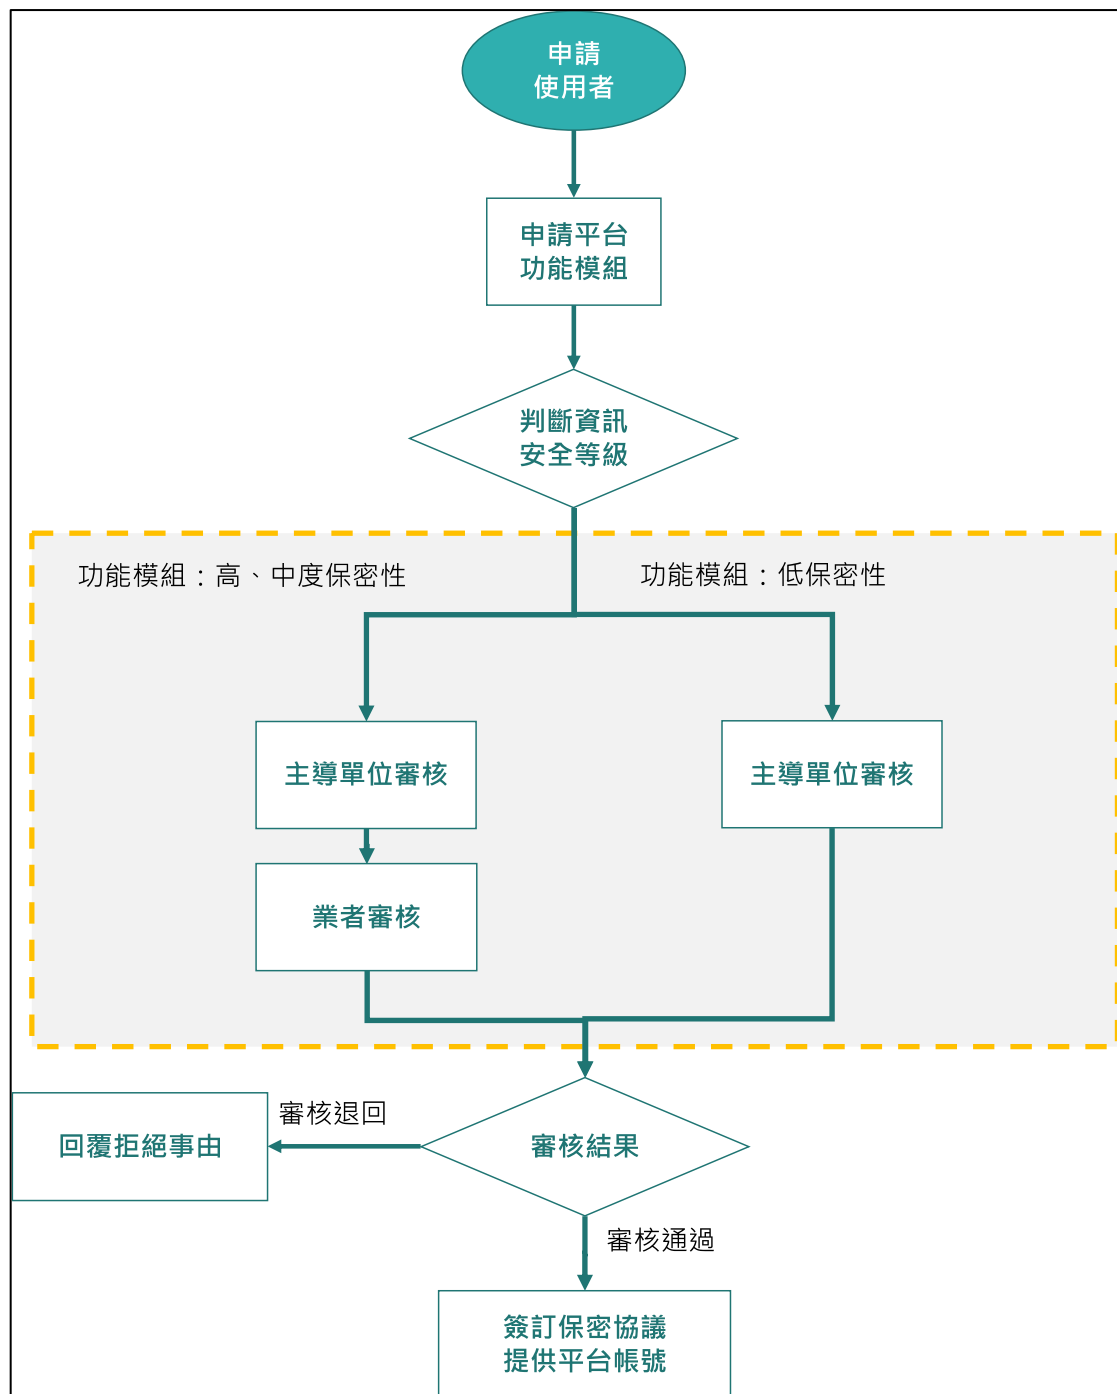 申請
使用者
申請平台
功能模組
判斷資訊
安全等級
功能模組：高、中度保密性
功能模組：低保密性
主導單位審核
主導單位審核
業者審核
審核退回
回覆拒絕事由
審核結果
審核通過
簽訂保密協議
提供平台帳號